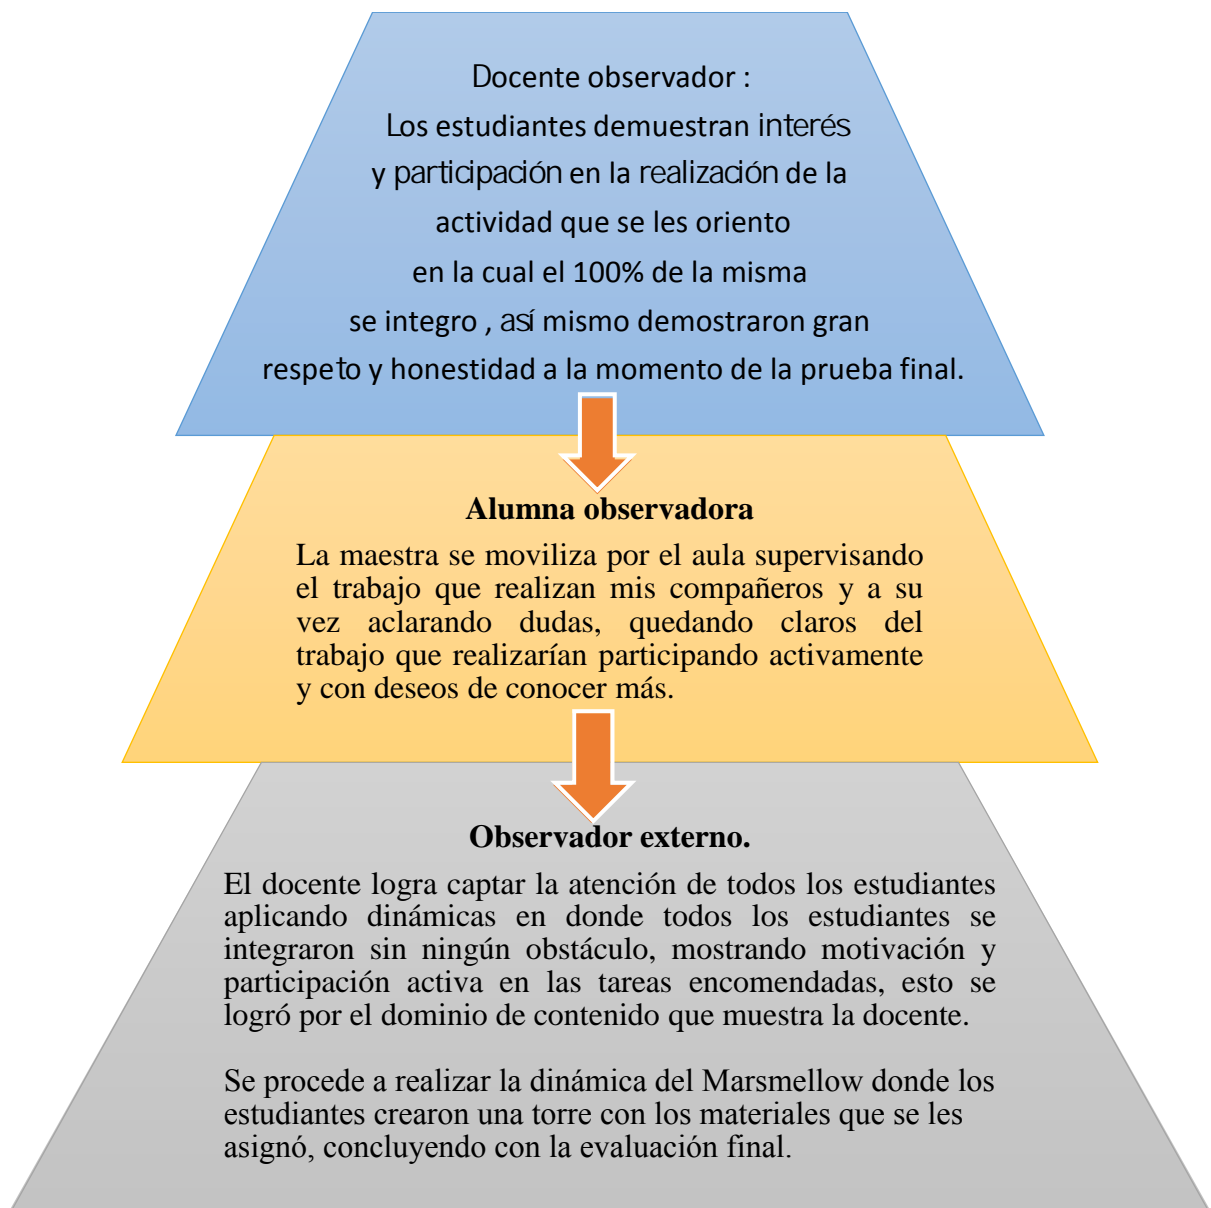 Docente observador :
Los estudiantes demuestran interés
y participación en la realización de la
actividad que se les oriento
en la cual el 100% de la misma
se integro , así mismo demostraron gran
respeto y honestidad a la momento de la prueba final.
Alumna observadora
La maestra se moviliza por el aula supervisando
el trabajo que realizan mis compañeros y a su
vez aclarando dudas, quedando claros del
trabajo que realizarían participando activamente
y con deseos de conocer más.
Observador externo.
El docente logra captar la atención de todos los estudiantes
aplicando dinámicas en donde todos los estudiantes se
integraron sin ningún obstáculo, mostrando motivación y
participación activa en las tareas encomendadas, esto se
logró por el dominio de contenido que muestra la docente.
Se procede a realizar la dinámica del Marsmellow donde los
estudiantes crearon una torre con los materiales que se les
asignó, concluyendo con la evaluación final.